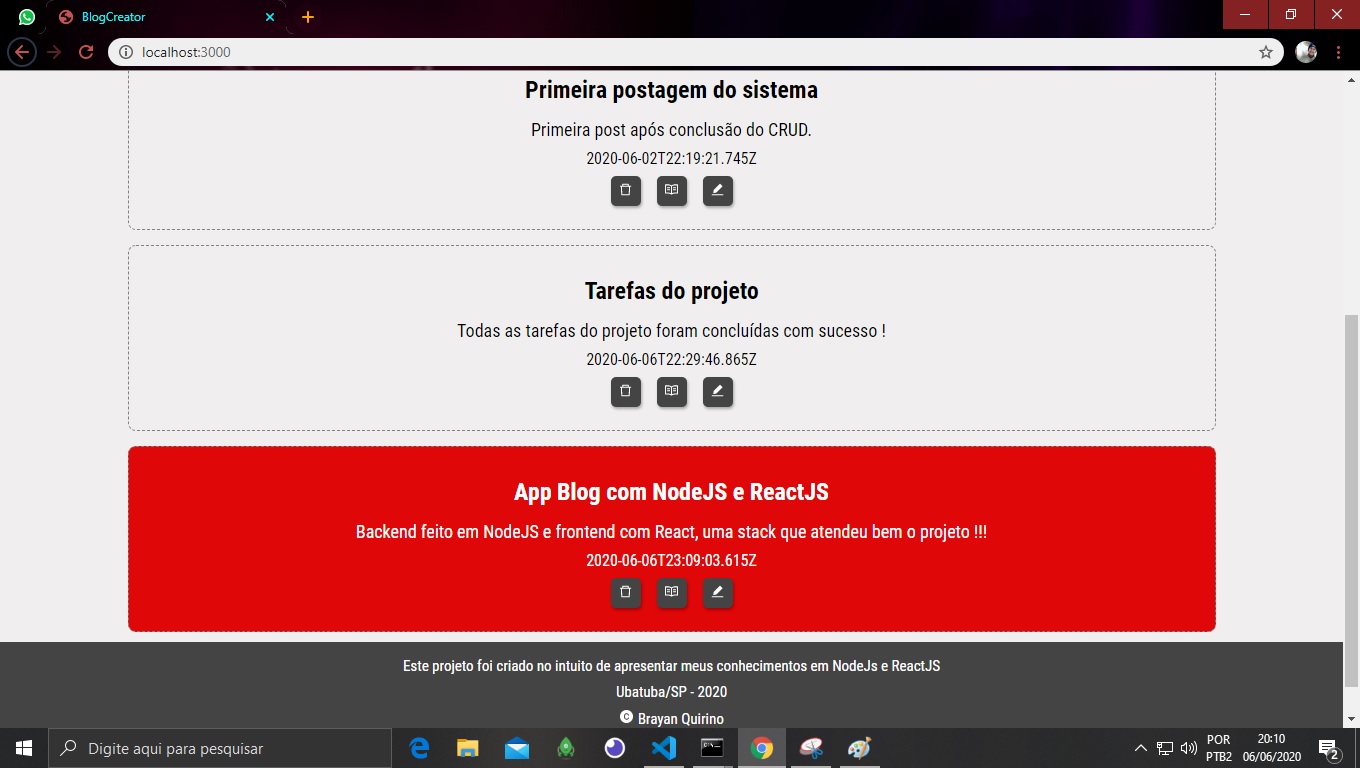 BlogCreator
localhost:3000
Primeira postagem do sistema
Primeira post após conclusão do CRUD.
2020-06-02T22:19:21.745Z
Tarefas do projeto
Todas as tarefas do projeto foram concluídas com sucesso !
2020-06-06T22:29:46.865Z
App Blog com NodeJS e ReactJS
Backend feito em NodeJS e frontend com React, uma stack que atendeu bem o projeto !!!
2020-06-06T23:09:03.615Z
Este projeto foi criado no intuito de apresentar meus conhecimentos em NodeJs e ReactJS
Ubatuba/SP - 2020
© Brayan Quirino
Digite aqui para pesquisar
POR
PTB2
20:10
06/06/2020
2